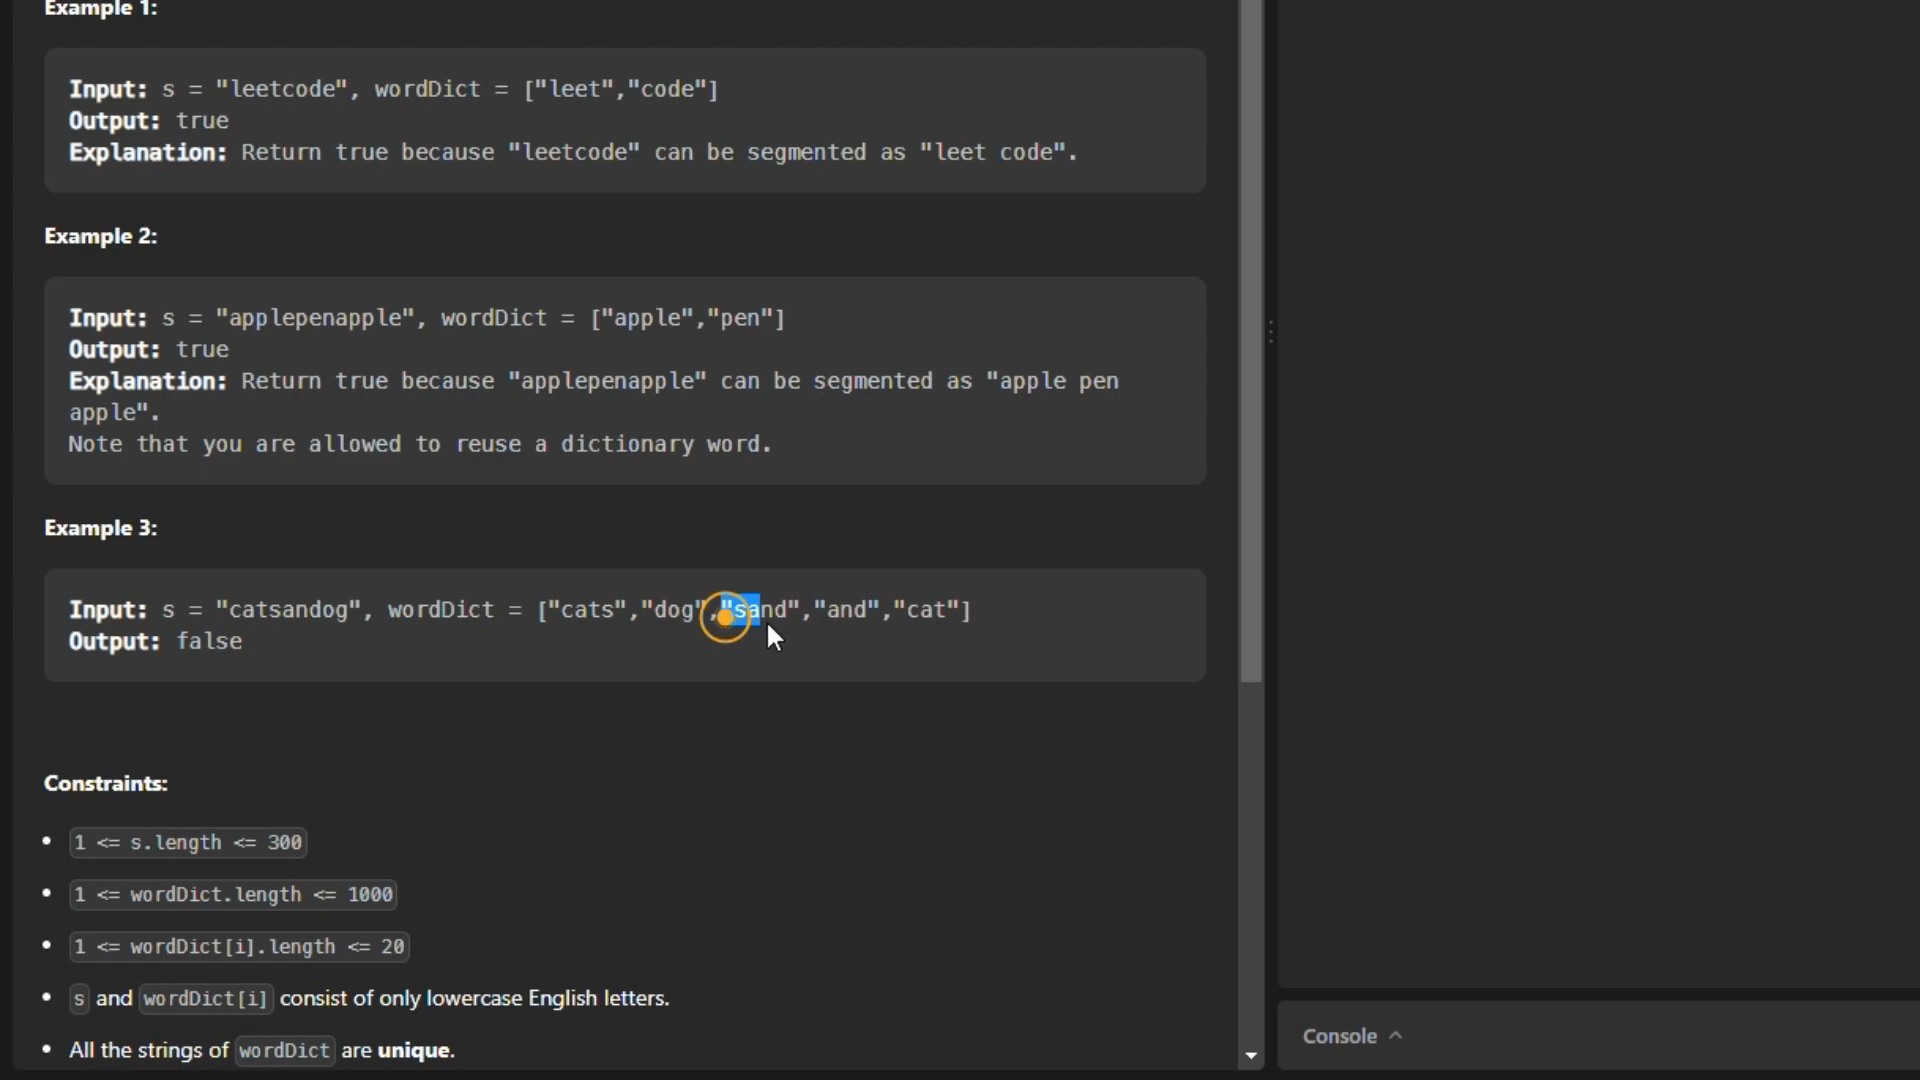 Example 1:
Input: s = "leetcode", wordDict = ["leet","code"]
Output: true
Explanation: Return true because "leetcode" can be segmented as "leet code".
Example 2:
Input: s = "applepenapple", wordDict = ["apple","pen"]
Output: true
Explanation: Return true because "applepenapple" can be segmented as "apple pen
apple".
Note that you are allowed to reuse a dictionary word.
Example 3:
Input: s = "catsandog", wordDict = ["cats","dog","sand","and","cat"]
Output: false
Constraints:
• 1 <= s.length <= 300
• 1 <= wordDict.length <= 1000
• 1 <= wordDict[i].length <= 20
• s and wordDict[i] consist of only lowercase English letters.
• All the strings of wordDict are unique.
Console